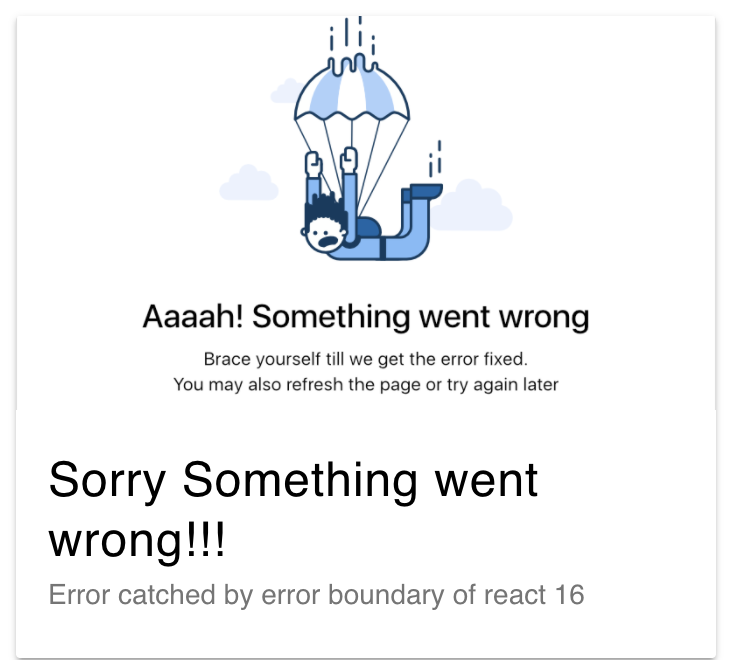 Aaaah! Something went wrong
Brace yourself till we get the error fixed.
You may also refresh the page or try again later
Sorry Something went
wrong!!!
Error catched by error boundary of react 16